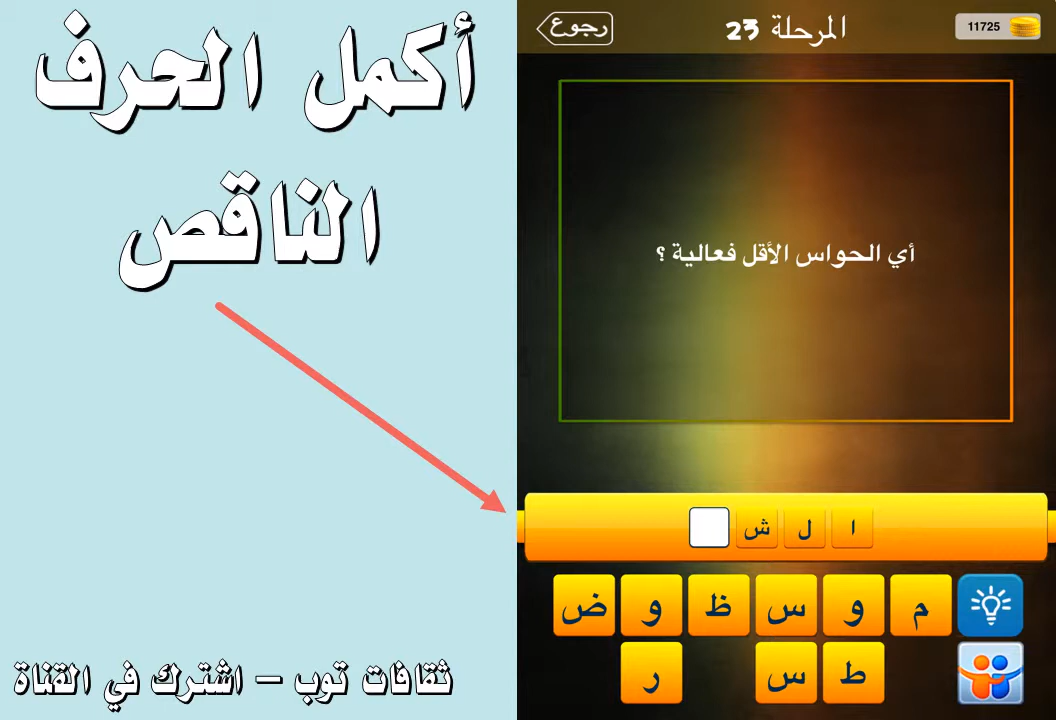 أكمل الحرف
الناقص
ثقافات توب – اشترك في القناة
رجوع
المرحلة 23
11725
أي الحواس الأقل فعالية ؟
ا ل ش
م و س ظ و ض
ط س ر